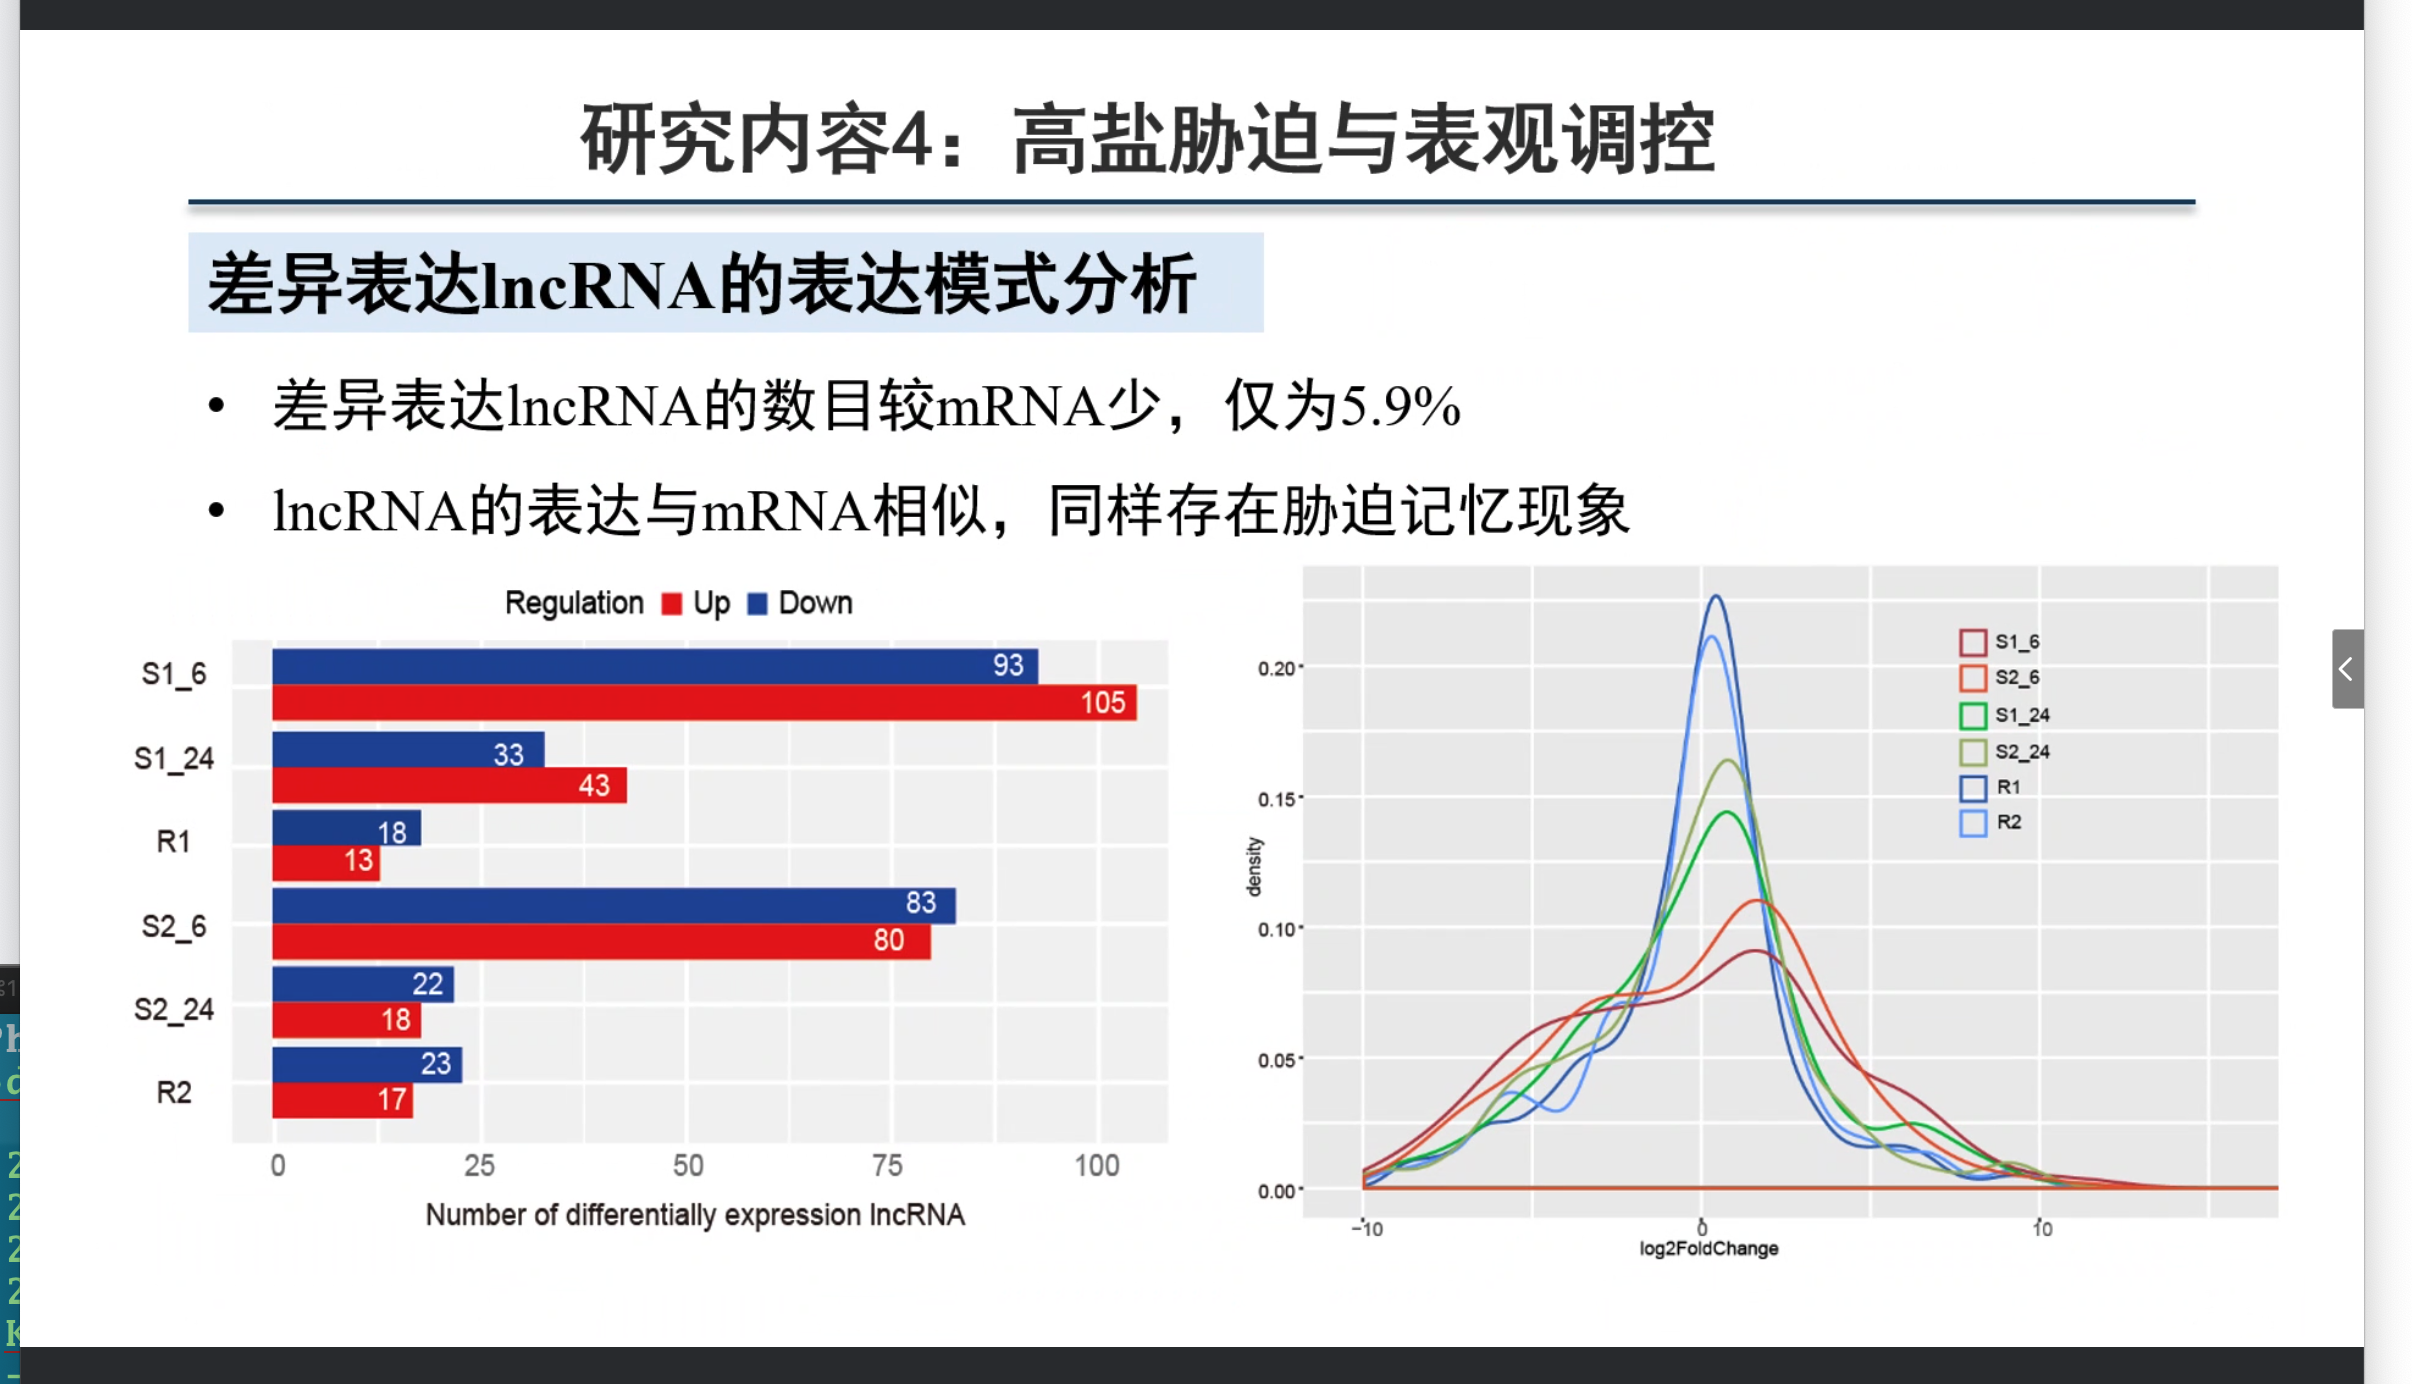 研究内容4：高盐胁迫与表观调控
差异表达lncRNA的表达模式分析
• 差异表达lncRNA的数目较mRNA少，仅为5.9%
• lncRNA的表达与mRNA相似，同样存在胁迫记忆现象
Regulation Up Down
S1_6
93
105
S1_24
33
43
R1
18
13
S2_6
83
80
S2_24
22
18
R2
23
17
0 25 50 75 100
Number of differentially expression lncRNA
0.20
0.15
0.10
0.05
0.00
density
S1_6
S2_6
S1_24
S2_24
R1
R2
−10 0 10
log2FoldChange